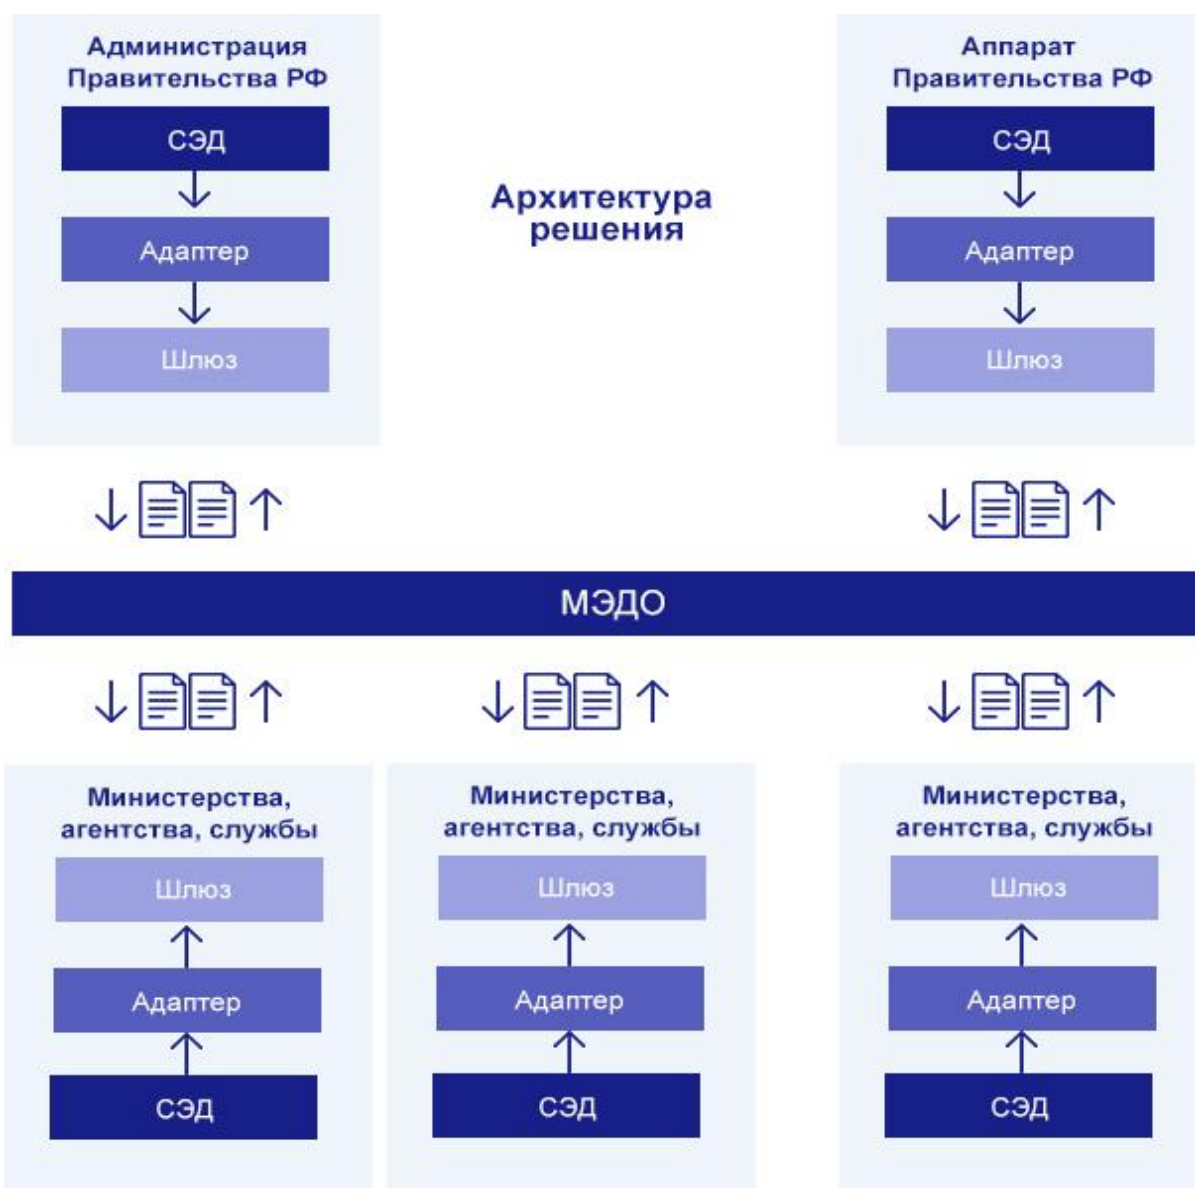 Администрация
Правительства РФ
СЭД
Адаптер
Шлюз
Архитектура
решения
Аппарат
Правительства РФ
СЭД
Адаптер
Шлюз
МЭДО
Министерства,
агентства, службы
Шлюз
Адаптер
СЭД
Министерства,
агентства, службы
Шлюз
Адаптер
СЭД
Министерства,
агентства, службы
Шлюз
Адаптер
СЭД